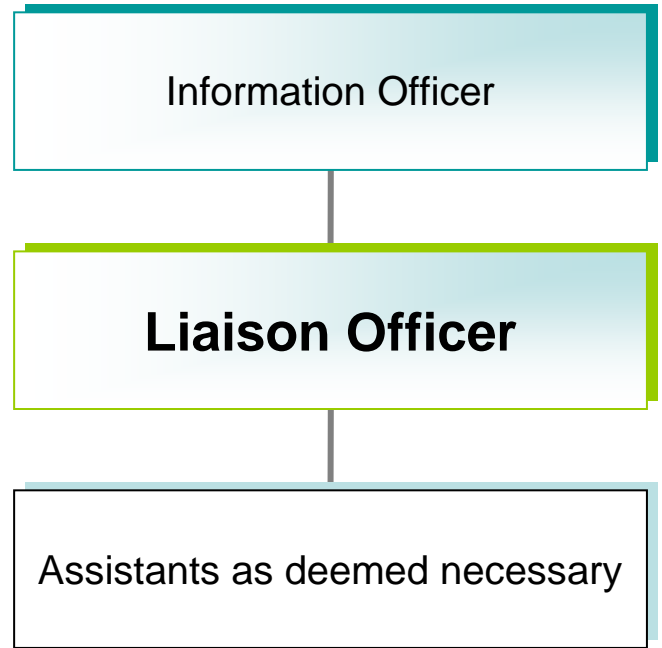 Information Officer
Liaison Officer
Assistants as deemed necessary